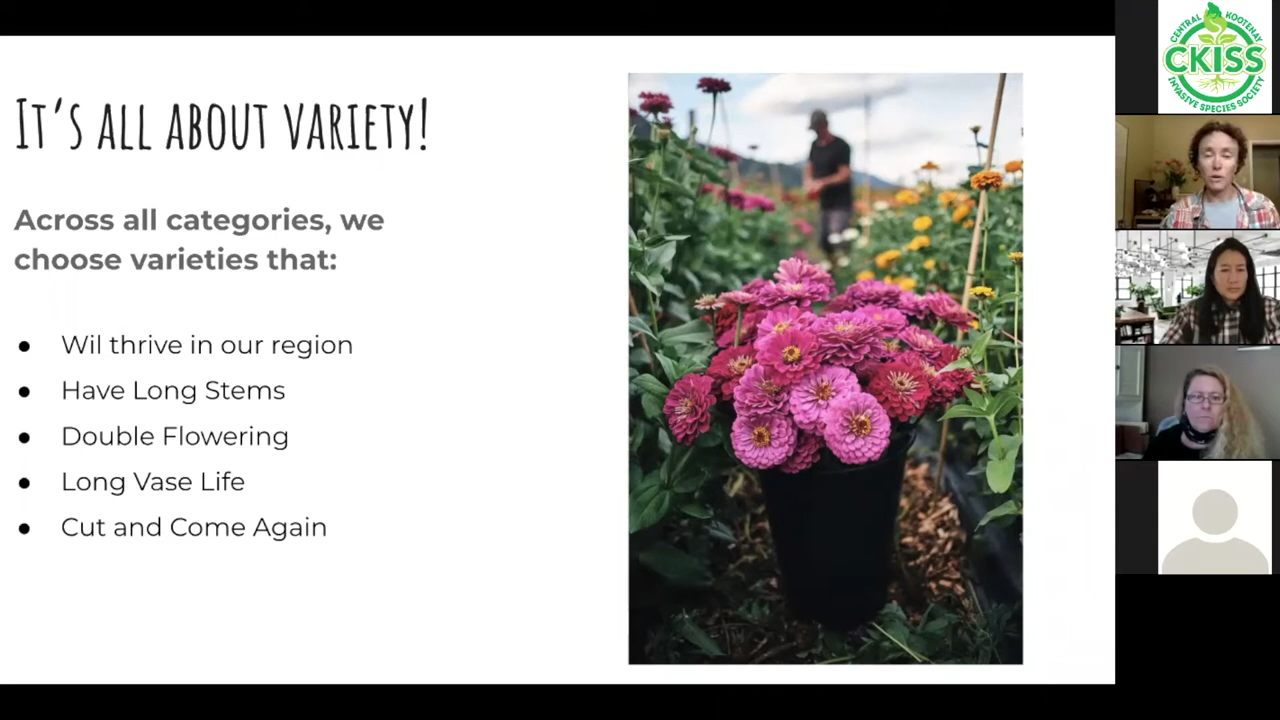 IT'S ALL ABOUT VARIETY!
Across all categories, we
choose varieties that:
● Wil thrive in our region
● Have Long Stems
● Double Flowering
● Long Vase Life
● Cut and Come Again
CENTRAL KOOTENAY
CKISS
INVASIVE SPECIES SOCIETY